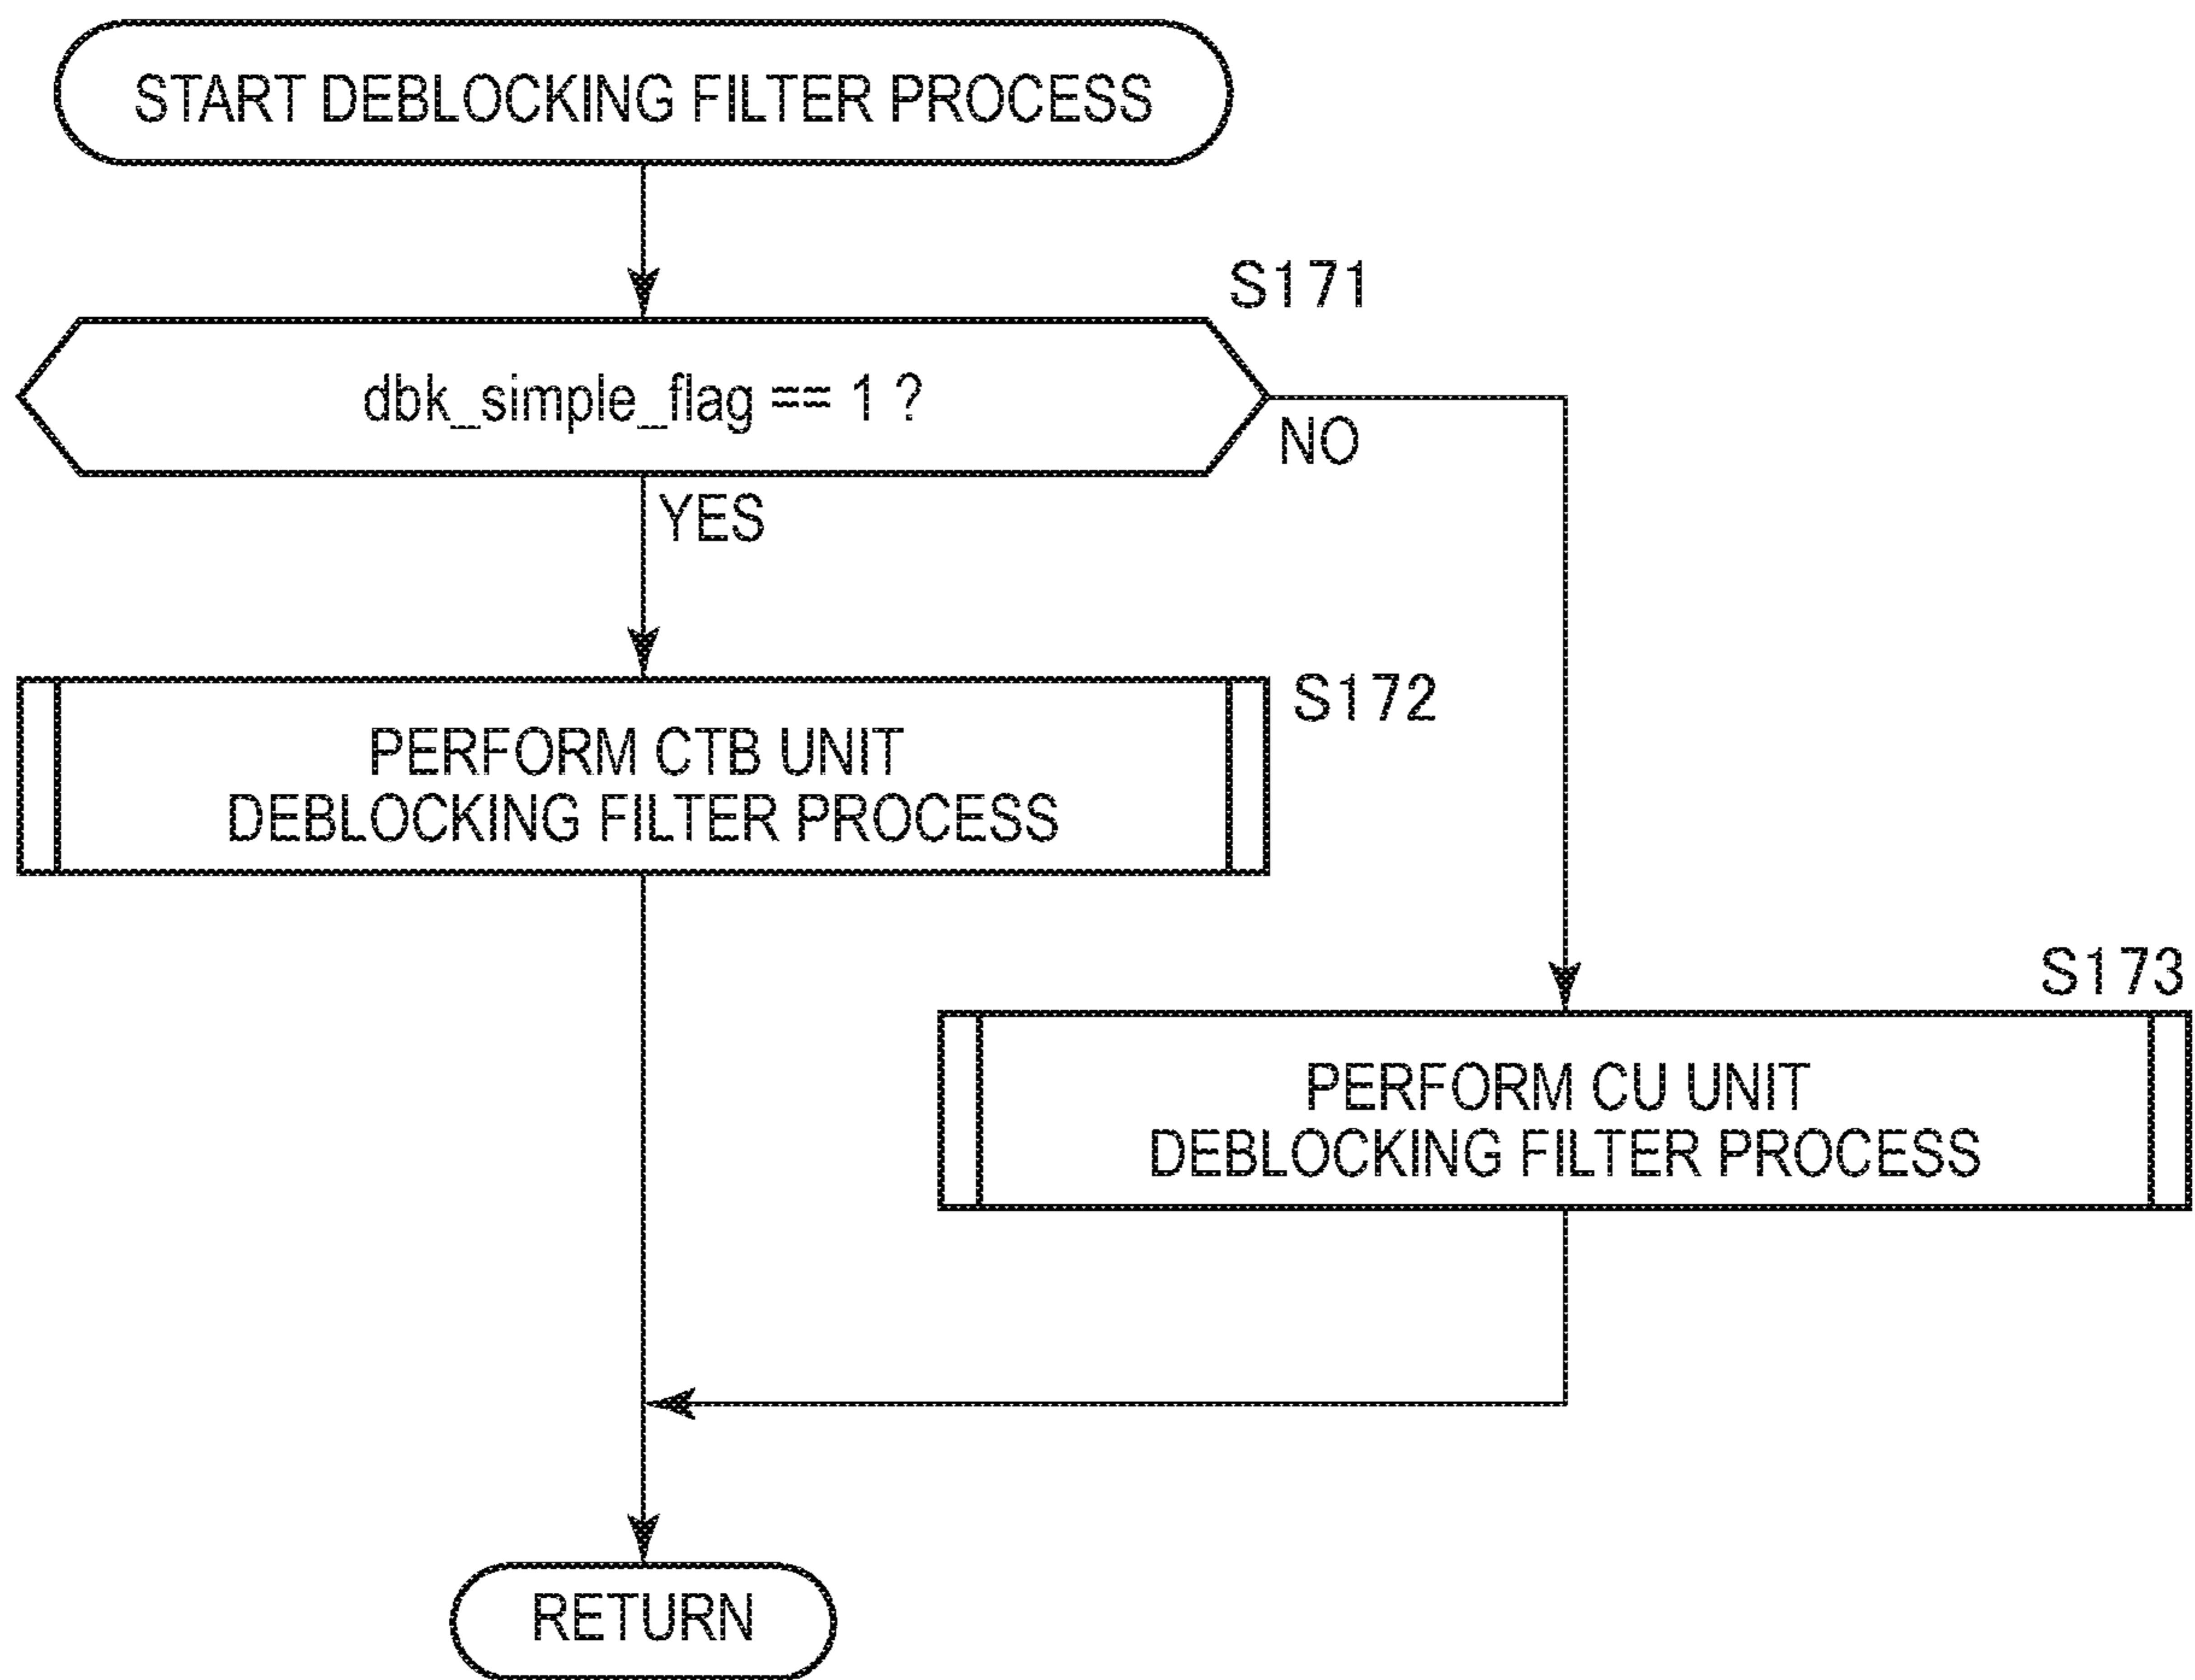 START DEBLOCKING FILTER PROCESS
S171
dbk_simple_flag == 1 ?
NO
YES
S172
PERFORM CTB UNIT
DEBLOCKING FILTER PROCESS
S173
PERFORM CU UNIT
DEBLOCKING FILTER PROCESS
RETURN